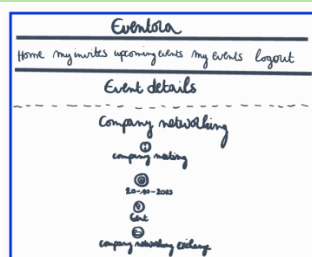 Eventora
Home my invites upcoming events my events logout
Event details
Company networking
company meeting
20-10-2023
Gent
company networking exchange